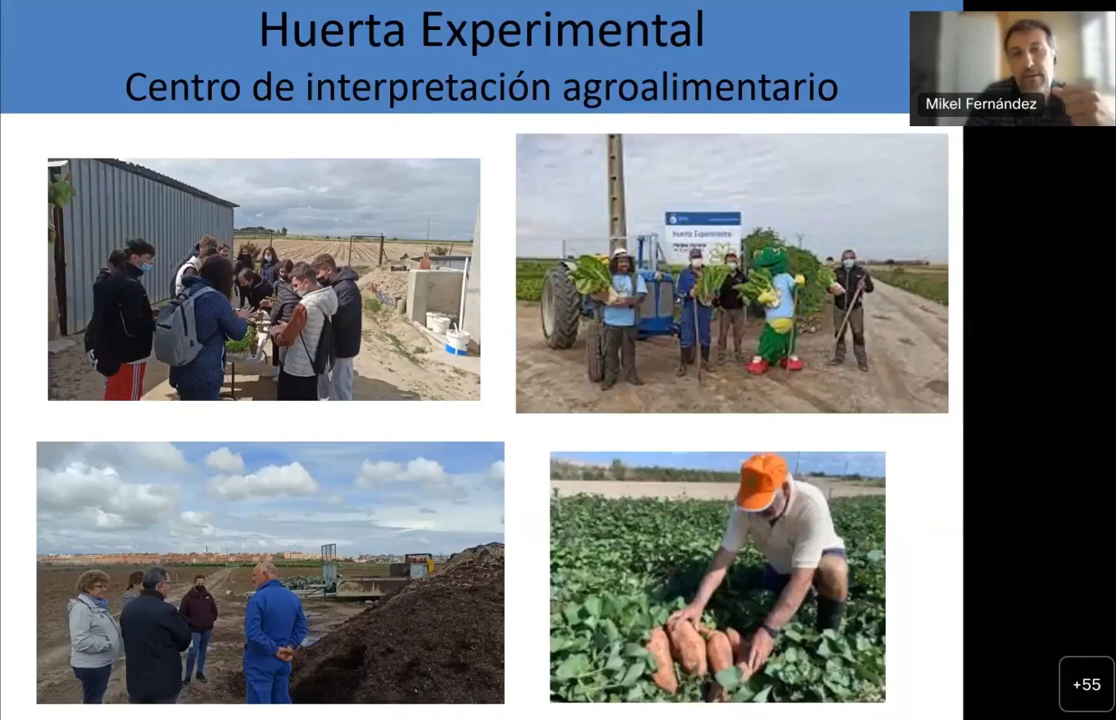 Huerta Experimental
Centro de interpretación agroalimentario
Mikel Fernández
Huerta Experimental
+55